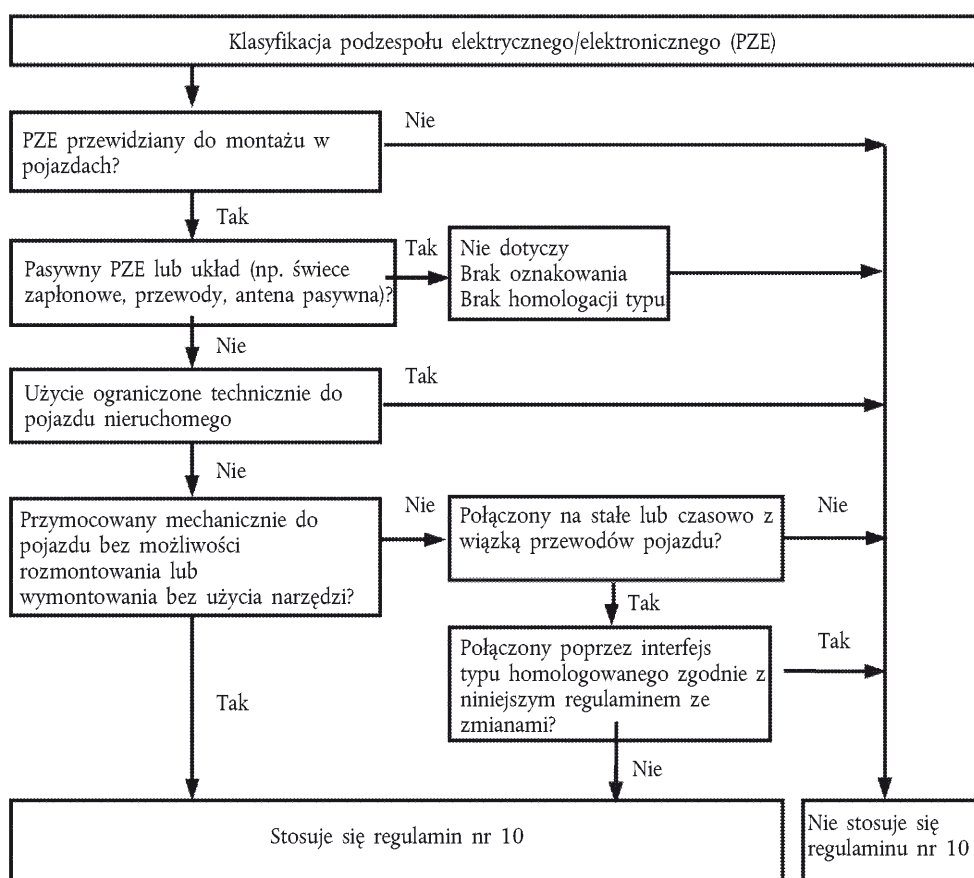 Klasyfikacja podzespołu elektrycznego/elektronicznego (PZE)
PZE przewidziany do montażu w
pojazdach?
Nie
Tak
Pasywny PZE lub układ (np. świece
zapłonowe, przewody, antena pasywna)?
Tak
Nie dotyczy
Brak oznakowania
Brak homologacji typu
Nie
Użycie ograniczone technicznie do
pojazdu nieruchomego
Tak
Nie
Przymocowany mechanicznie do
pojazdu bez możliwości
rozmontowania lub
wymontowania bez użycia narzędzi?
Nie
Połączony na stałe lub czasowo z
wiązką przewodów pojazdu?
Nie
Tak
Połączony poprzez interfejs
typu homologowanego zgodnie z
niniejszym regulaminem ze
zmianami?
Tak
Tak
Nie
Stosuje się regulamin nr 10
Nie stosuje się
regulaminu nr 10